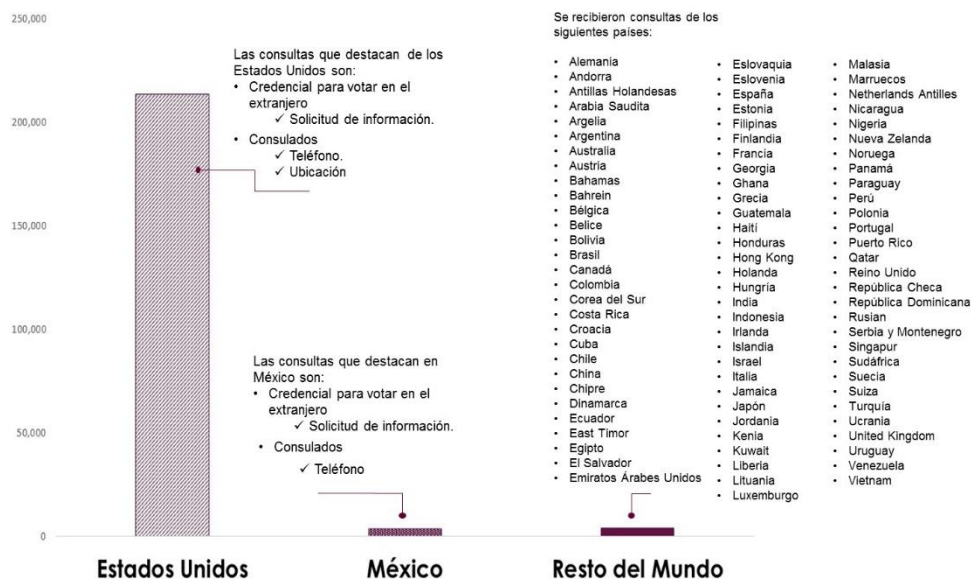 250,000
200,000
150,000
100,000
50,000
0
Las consultas que destacan de los
Estados Unidos son:
• Credencial para votar en el
extranjero
✓ Solicitud de información.
• Consulados
✓ Teléfono.
✓ Ubicación
Las consultas que destacan en
México son:
• Credencial para votar en el
extranjero
✓ Solicitud de información.
• Consulados
✓ Teléfono
Se recibieron consultas de los
siguientes países:
• Alemania
• Andorra
• Antillas Holandesas
• Arabia Saudita
• Argelia
• Argentina
• Australia
• Austria
• Bahamas
• Bahrein
• Bélgica
• Belice
• Bolivia
• Brasil
• Canadá
• Colombia
• Corea del Sur
• Costa Rica
• Croacia
• Cuba
• Chile
• China
• Chipre
• Dinamarca
• Ecuador
• East Timor
• Egipto
• El Salvador
• Emiratos Árabes Unidos
• Eslovaquia
• Eslovenia
• España
• Estonia
• Filipinas
• Finlandia
• Francia
• Georgia
• Ghana
• Grecia
• Guatemala
• Haití
• Honduras
• Hong Kong
• Holanda
• Hungría
• India
• Indonesia
• Irlanda
• Islandia
• Israel
• Italia
• Jamaica
• Japón
• Jordania
• Kenia
• Kuwait
• Liberia
• Lituania
• Luxemburgo
• Malasia
• Marruecos
• Netherlands Antilles
• Nicaragua
• Nigeria
• Nueva Zelanda
• Noruega
• Panamá
• Paraguay
• Perú
• Polonia
• Portugal
• Puerto Rico
• Qatar
• Reino Unido
• República Checa
• República Dominicana
• Rusian
• Serbia y Montenegro
• Singapur
• Sudáfrica
• Suecia
• Suiza
• Turquía
• Ucrania
• United Kingdom
• Uruguay
• Venezuela
• Vietnam
Estados Unidos
México
Resto del Mundo